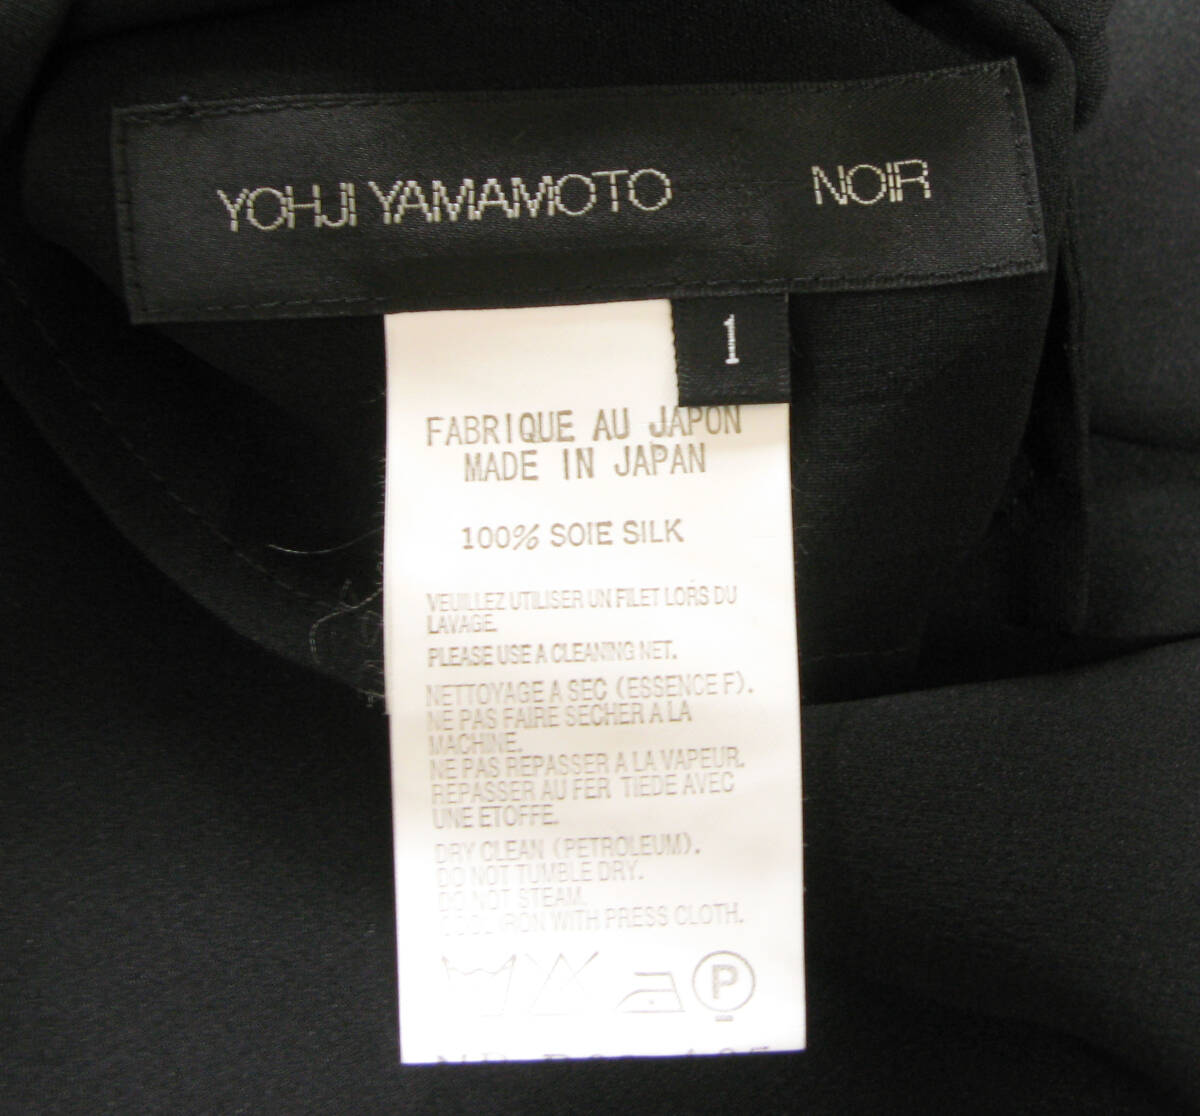 YOHJI YAMAMOTO NOIR
1
FABRIQUE AU JAPON
MADE IN JAPAN
100% SOIE SILK
VEUILLEZ UTILISER UN FILET LORS DU
LAVAGE.
PLEASE USE A CLEANING NET.
NETTOYAGE A SEC (ESSENCE F).
NE PAS FAIRE SECHER A LA
MACHINE.
NE PAS REPASSER A LA VAPEUR.
REPASSER AU FER TIEDE AVEC
UNE ETOFFE.
DRY CLEAN (PETROLEUM).
DO NOT TUMBLE DRY.
DO NOT STEAM.
COOL IRON WITH PRESS CLOTH.
P